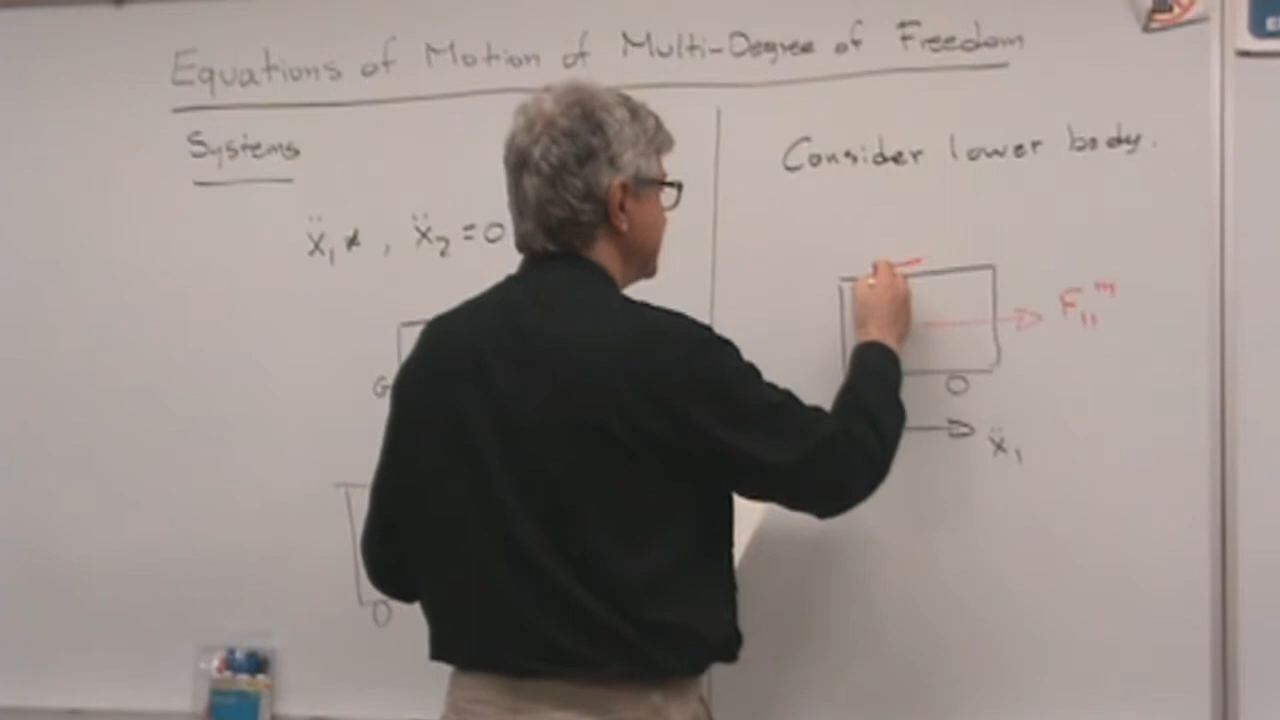 Equations of Motion of Multi-Degree of Freedom
Systems
ẍ₁ ≠ , ẍ₂ = 0
Consider lower body.
F₁₁ᵐ
ẍ₁